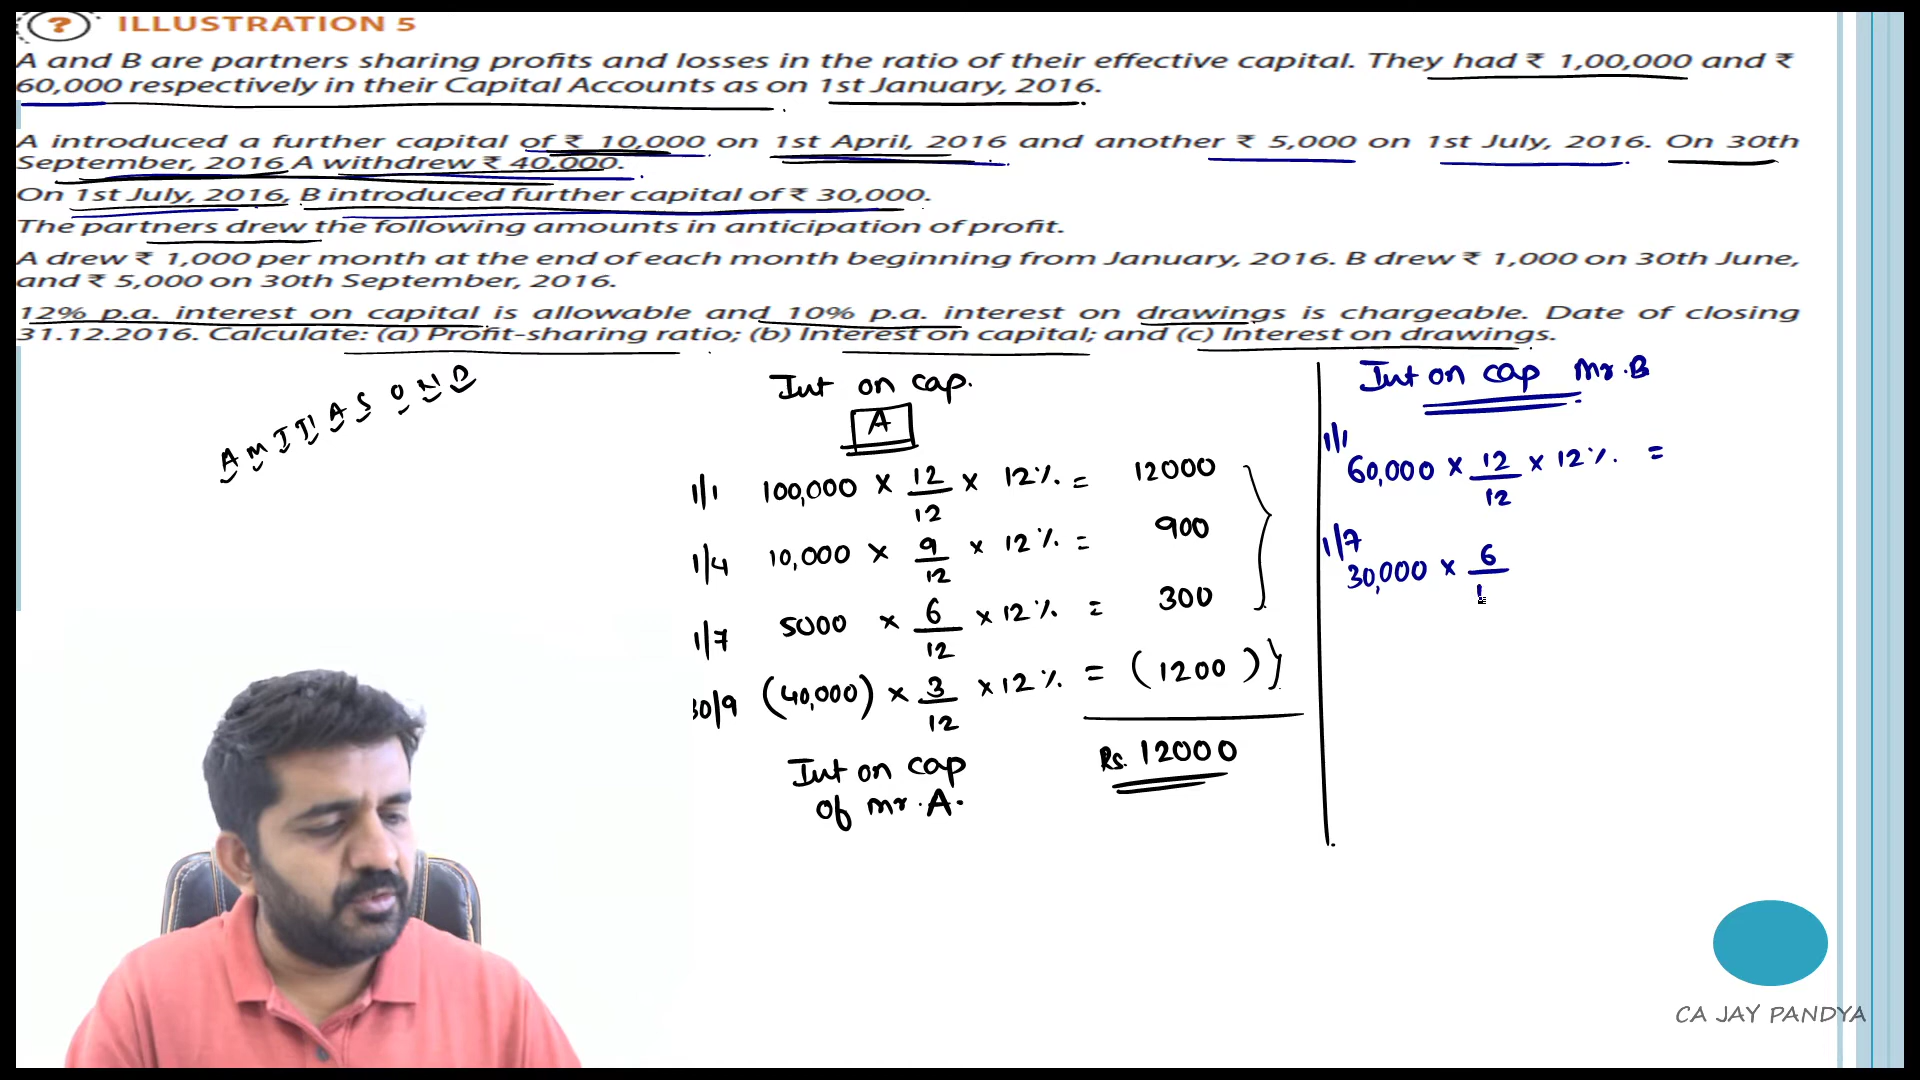 ? ILLUSTRATION 5
A and B are partners sharing profits and losses in the ratio of their effective capital. They had ₹ 1,00,000 and ₹
60,000 respectively in their Capital Accounts as on 1st January, 2016.
A introduced a further capital of ₹ 10,000 on 1st April, 2016 and another ₹ 5,000 on 1st July, 2016. On 30th
September, 2016 A withdrew ₹ 40,000.
On 1st July, 2016, B introduced further capital of ₹ 30,000.
The partners drew the following amounts in anticipation of profit.
A drew ₹ 1,000 per month at the end of each month beginning from January, 2016. B drew ₹ 1,000 on 30th June,
and ₹ 5,000 on 30th September, 2016.
12% p.a. interest on capital is allowable and 10% p.a. interest on drawings is chargeable. Date of closing
31.12.2016. Calculate: (a) Profit-sharing ratio; (b) Interest on capital; and (c) Interest on drawings.
A M J J A S O N D
Int on cap.
A
1/1 100,000 × 12/12 × 12% = 12000
1/4 10,000 × 9/12 × 12% = 900
1/7 5000 × 6/12 × 12% = 300
30/9 (40,000) × 3/12 × 12% = (1200)
Rs. 12000
Int on cap
of Mr. A.
Int on cap Mr. B
1/1
60,000 × 12/12 × 12% =
1/7
30,000 × 6/1
CA JAY PANDYA